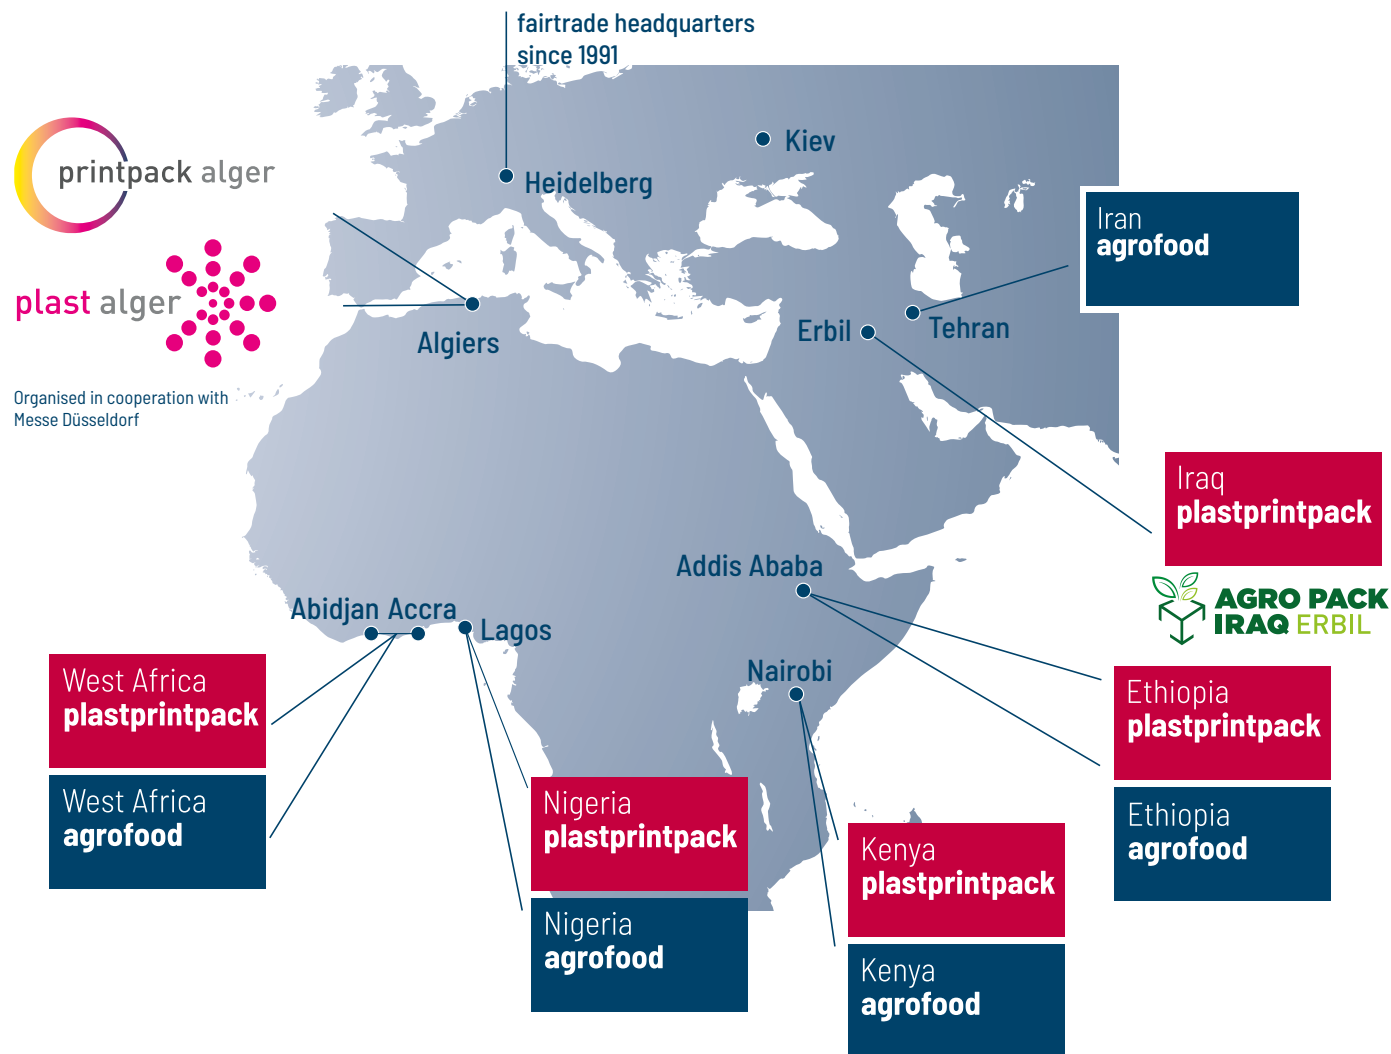 fairtrade headquarters
since 1991
Kiev
Heidelberg
printpack alger
plast alger
Organised in cooperation with
Messe Düsseldorf
Algiers
Iran
agrofood
Erbil
Tehran
Iraq
plastprintpack
AGRO PACK
IRAQ ERBIL
Addis Ababa
Abidjan Accra
Lagos
Nairobi
West Africa
plastprintpack
West Africa
agrofood
Nigeria
plastprintpack
Nigeria
agrofood
Kenya
plastprintpack
Kenya
agrofood
Ethiopia
plastprintpack
Ethiopia
agrofood